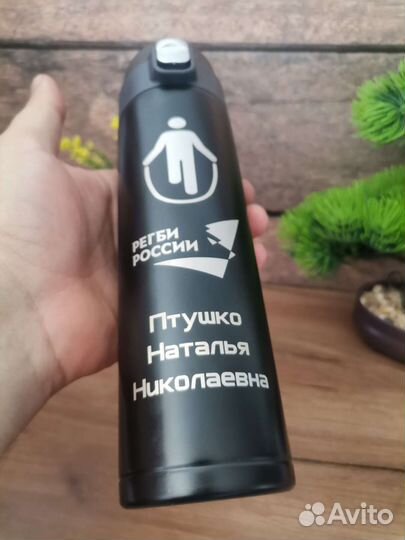 РЕГБИ
РОССИИ
Птушко
Наталья
Николаевна
Avito